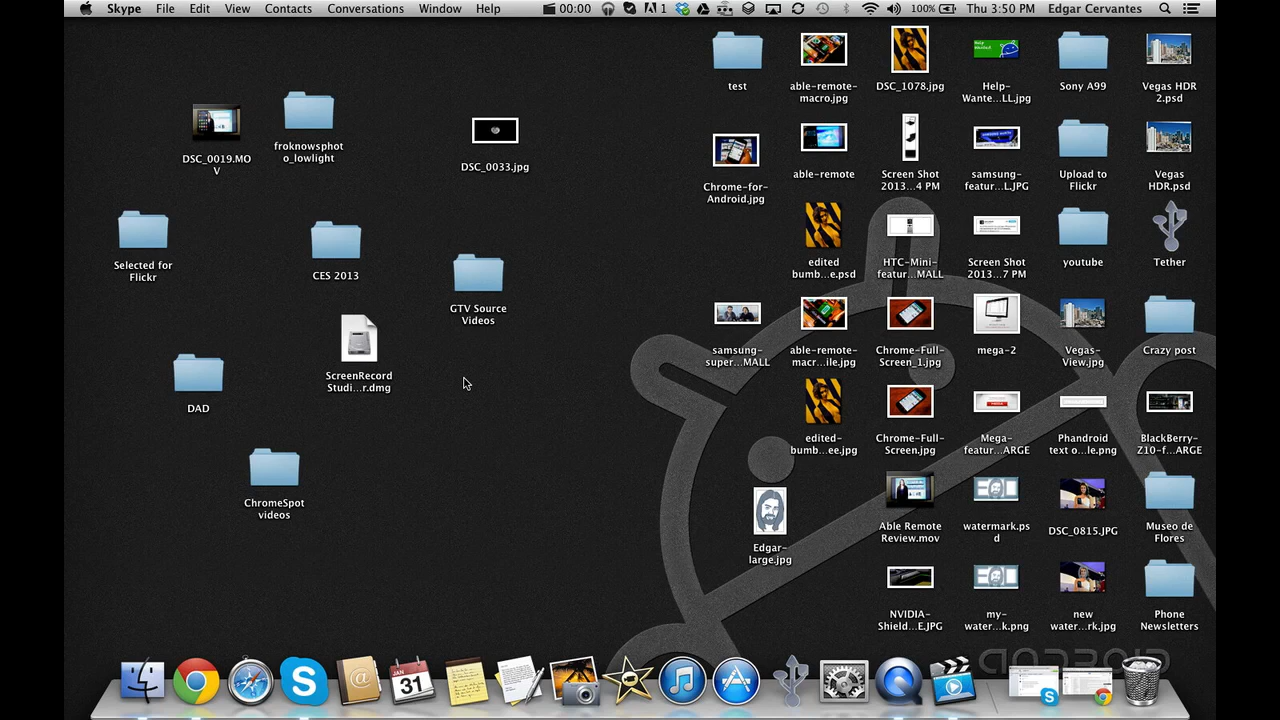 Skype File Edit View Contacts Conversations Window Help 00:00 1 100% Thu 3:50 PM Edgar Cervantes
test
able-remote-
macro.jpg
DSC_1078.jpg
Help-
Wante...LL.jpg
Sony A99
Vegas HDR
2.psd
DSC_0019.MO
V
froknowsphot
o_lowlight
DSC_0033.jpg
Chrome-for-
Android.jpg
able-remote
Screen Shot
2013...4 PM
samsung-
featur...L.JPG
Upload to
Flickr
Vegas
HDR.psd
Selected for
Flickr
CES 2013
GTV Source
Videos
edited
bumb...e.psd
HTC-Mini-
featur...MALL
Screen Shot
2013...7 PM
youtube
Tether
ScreenRecord
Studi...r.dmg
samsung-
super...MALL
able-remote-
macr...ile.jpg
Chrome-Full-
Screen_1.jpg
mega-2
Vegas-
View.jpg
Crazy post
DAD
edited-
bumb...ee.jpg
Chrome-Full-
Screen.jpg
Mega-
featur...ARGE
Phandroid
text o...le.png
BlackBerry-
Z10-f...ARGE
ChromeSpot
videos
Edgar-
large.jpg
Able Remote
Review.mov
watermark.ps
d
DSC_0815.JPG
Museo de
Flores
NVIDIA-
Shield...E.JPG
my-
water...k.png
new
water...rk.jpg
Phone
Newsletters
ANDROID
JAN
31